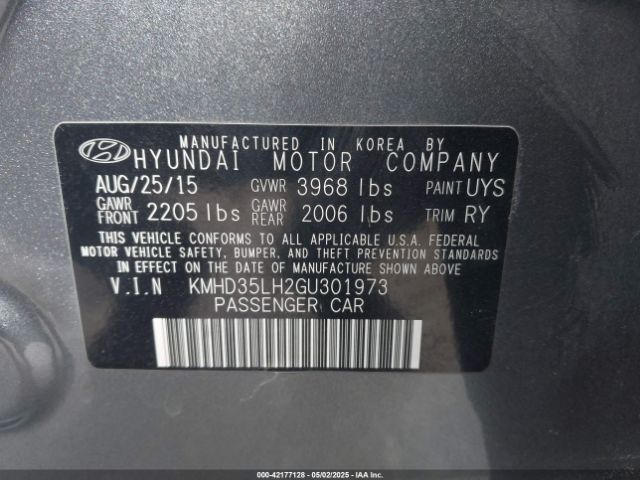 MANUFACTURED IN KOREA BY
HYUNDAI MOTOR COMPANY
AUG/25/15 GVWR 3968 lbs PAINT UYS
GAWR FRONT 2205 lbs GAWR REAR 2006 lbs TRIM RY
THIS VEHICLE CONFORMS TO ALL APPLICABLE U.S.A. FEDERAL
MOTOR VEHICLE SAFETY, BUMPER, AND THEFT PREVENTION STANDARDS
IN EFFECT ON THE DATE OF MANUFACTURE SHOWN ABOVE.
V.I.N KMHD35LH2GU301973
PASSENGER CAR
000-42177128 - 05/02/2025 - IAAI.COM